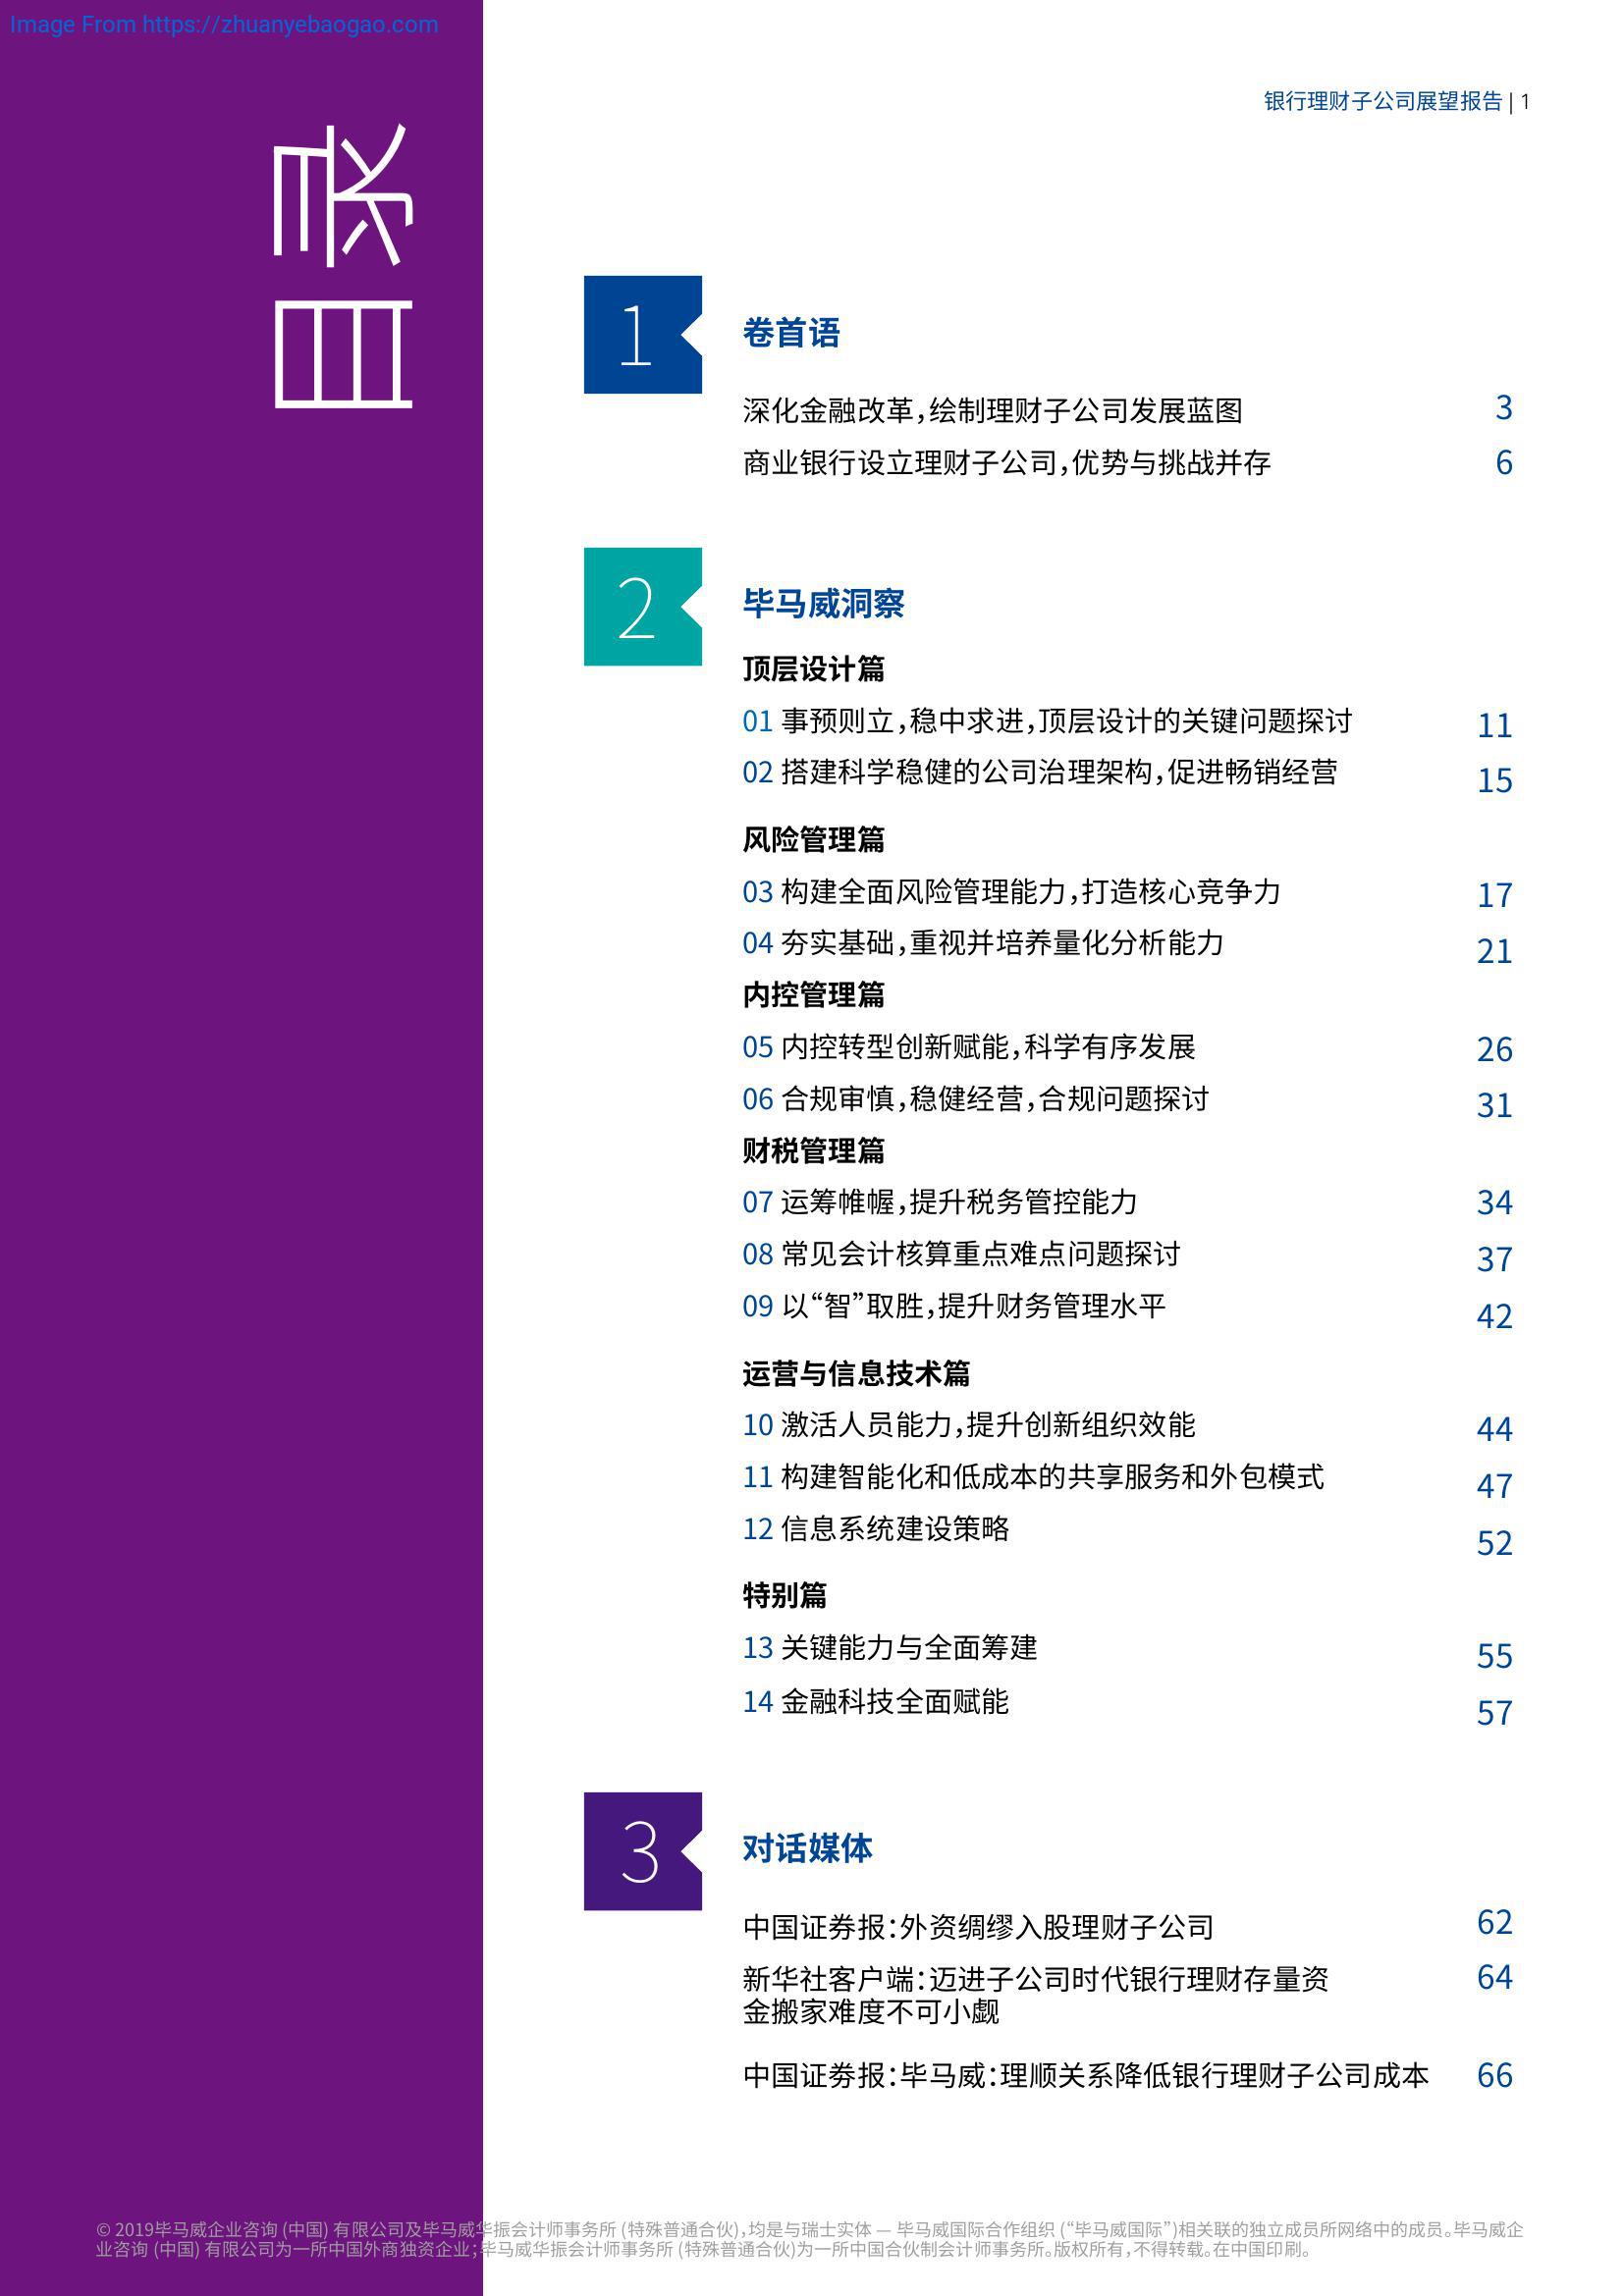 Image From https://zhuanyebaogao.com
银行理财子公司展望报告 | 1
目录
1
卷首语
深化金融改革，绘制理财子公司发展蓝图 3
商业银行设立理财子公司，优势与挑战并存 6
2
毕马威洞察
顶层设计篇
01 事预则立，稳中求进，顶层设计的关键问题探讨 11
02 搭建科学稳健的公司治理架构，促进畅销经营 15
风险管理篇
03 构建全面风险管理能力，打造核心竞争力 17
04 夯实基础，重视并培养量化分析能力 21
内控管理篇
05 内控转型创新赋能，科学有序发展 26
06 合规审慎，稳健经营，合规问题探讨 31
财税管理篇
07 运筹帷幄，提升税务管控能力 34
08 常见会计核算重点难点问题探讨 37
09 以“智”取胜，提升财务管理水平 42
运营与信息技术篇
10 激活人员能力，提升创新组织效能 44
11 构建智能化和低成本的共享服务和外包模式 47
12 信息系统建设策略 52
特别篇
13 关键能力与全面筹建 55
14 金融科技全面赋能 57
3
对话媒体
中国证券报：外资绸缪入股理财子公司 62
新华社客户端：迈进子公司时代银行理财存量资 64
金搬家难度不可小觑
中国证券报：毕马威：理顺关系降低银行理财子公司成本 66
© 2019毕马威企业咨询 (中国) 有限公司及毕马威华振会计师事务所 (特殊普通合伙)，均是与瑞士实体 — 毕马威国际合作组织 (“毕马威国际”)相关联的独立成员所网络中的成员。毕马威企
业咨询 (中国) 有限公司为一所中国外商独资企业；毕马威华振会计师事务所 (特殊普通合伙)为一所中国合伙制会计师事务所。版权所有，不得转载。在中国印刷。